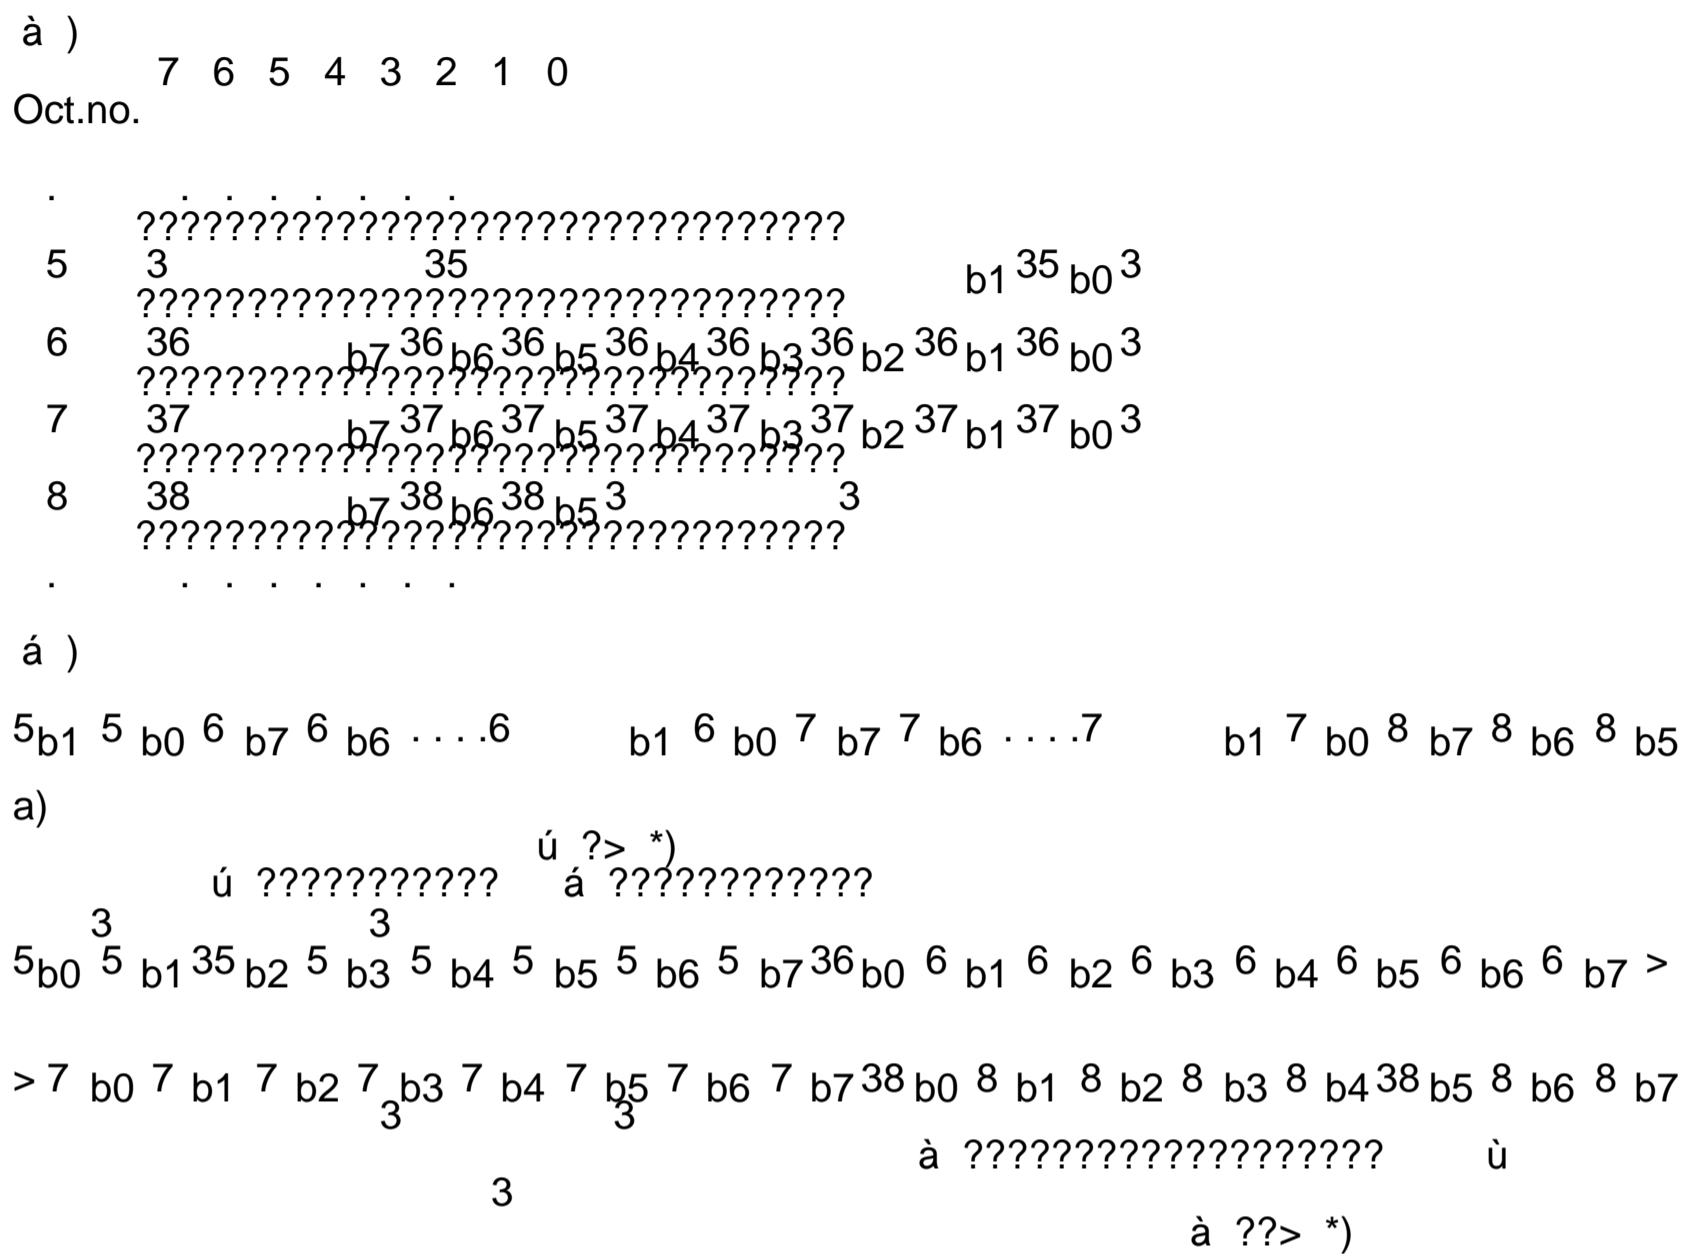 à )
7 6 5 4 3 2 1 0
Oct.no.
. . . . . . . .
????????????????????????????????
5 3 35 b1 35 b0 3
????????????????????????????????
6 36 b7 36 b6 36 b5 36 b4 36 b3 36 b2 36 b1 36 b0 3
????????????????????????????????
7 37 b7 37 b6 37 b5 37 b4 37 b3 37 b2 37 b1 37 b0 3
????????????????????????????????
8 38 b7 38 b6 38 b5 3 3
????????????????????????????????
. . . . . . . .
á )
5 b1 5 b0 6 b7 6 b6 ....6 b1 6 b0 7 b7 7 b6 ....7 b1 7 b0 8 b7 8 b6 8 b5
a)
ú ?> *)
ú ??????????? á ????????????
3 3
5 b0 5 b1 35 b2 5 b3 5 b4 5 b5 5 b6 5 b7 36 b0 6 b1 6 b2 6 b3 6 b4 6 b5 6 b6 6 b7 >
> 7 b0 7 b1 7 b2 7 b3 7 b4 7 b5 7 b6 7 b7 38 b0 8 b1 8 b2 8 b3 8 b4 38 b5 8 b6 8 b7
3 3
à ??????????????????? ù
3
à ??> *)